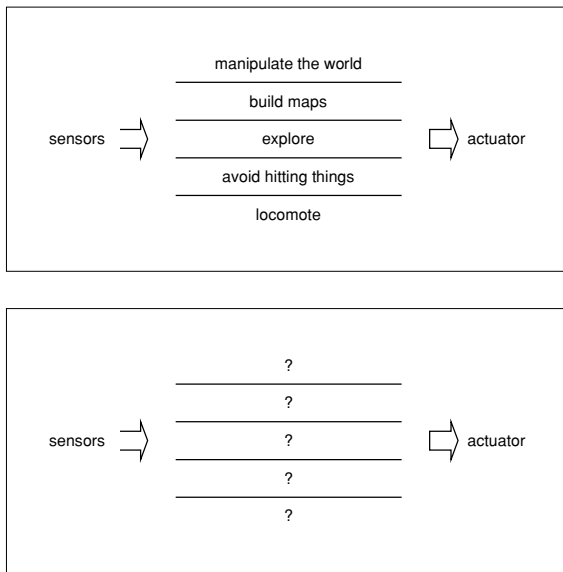 manipulate the world
build maps
sensors explore actuator
avoid hitting things
locomote
?
?
sensors ? actuator
?
?